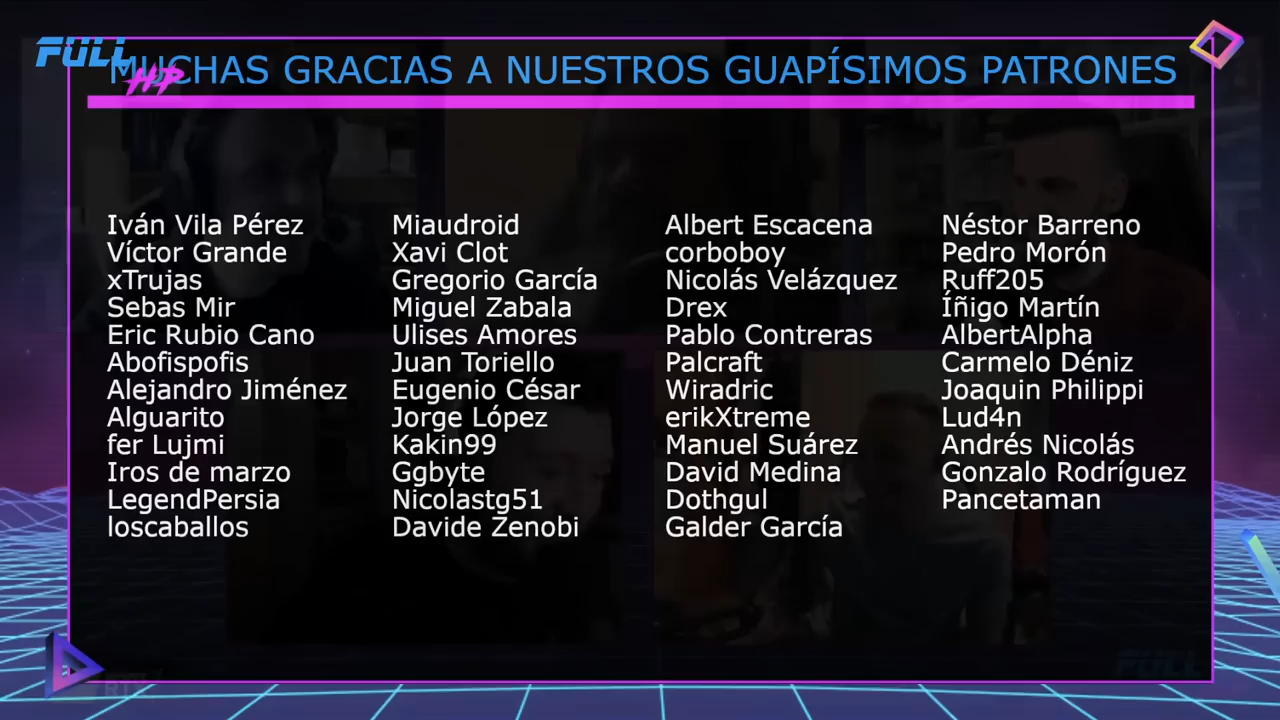 FULL
HP
MUCHAS GRACIAS A NUESTROS GUAPÍSIMOS PATRONES
Iván Vila Pérez
Víctor Grande
xTrujas
Sebas Mir
Eric Rubio Cano
Abofispofis
Alejandro Jiménez
Alguarito
fer Lujmi
Iros de marzo
LegendPersia
loscaballos
Miaudroid
Xavi Clot
Gregorio García
Miguel Zabala
Ulises Amores
Juan Toriello
Eugenio César
Jorge López
Kakin99
Ggbyte
Nicolastg51
Davide Zenobi
Albert Escacena
corboboy
Nicolás Velázquez
Drex
Pablo Contreras
Palcraft
Wiradric
erikXtreme
Manuel Suárez
David Medina
Dothgul
Galder García
Néstor Barreno
Pedro Morón
Ruff205
Íñigo Martín
AlbertAlpha
Carmelo Déniz
Joaquin Philippi
Lud4n
Andrés Nicolás
Gonzalo Rodríguez
Pancetaman
FULL